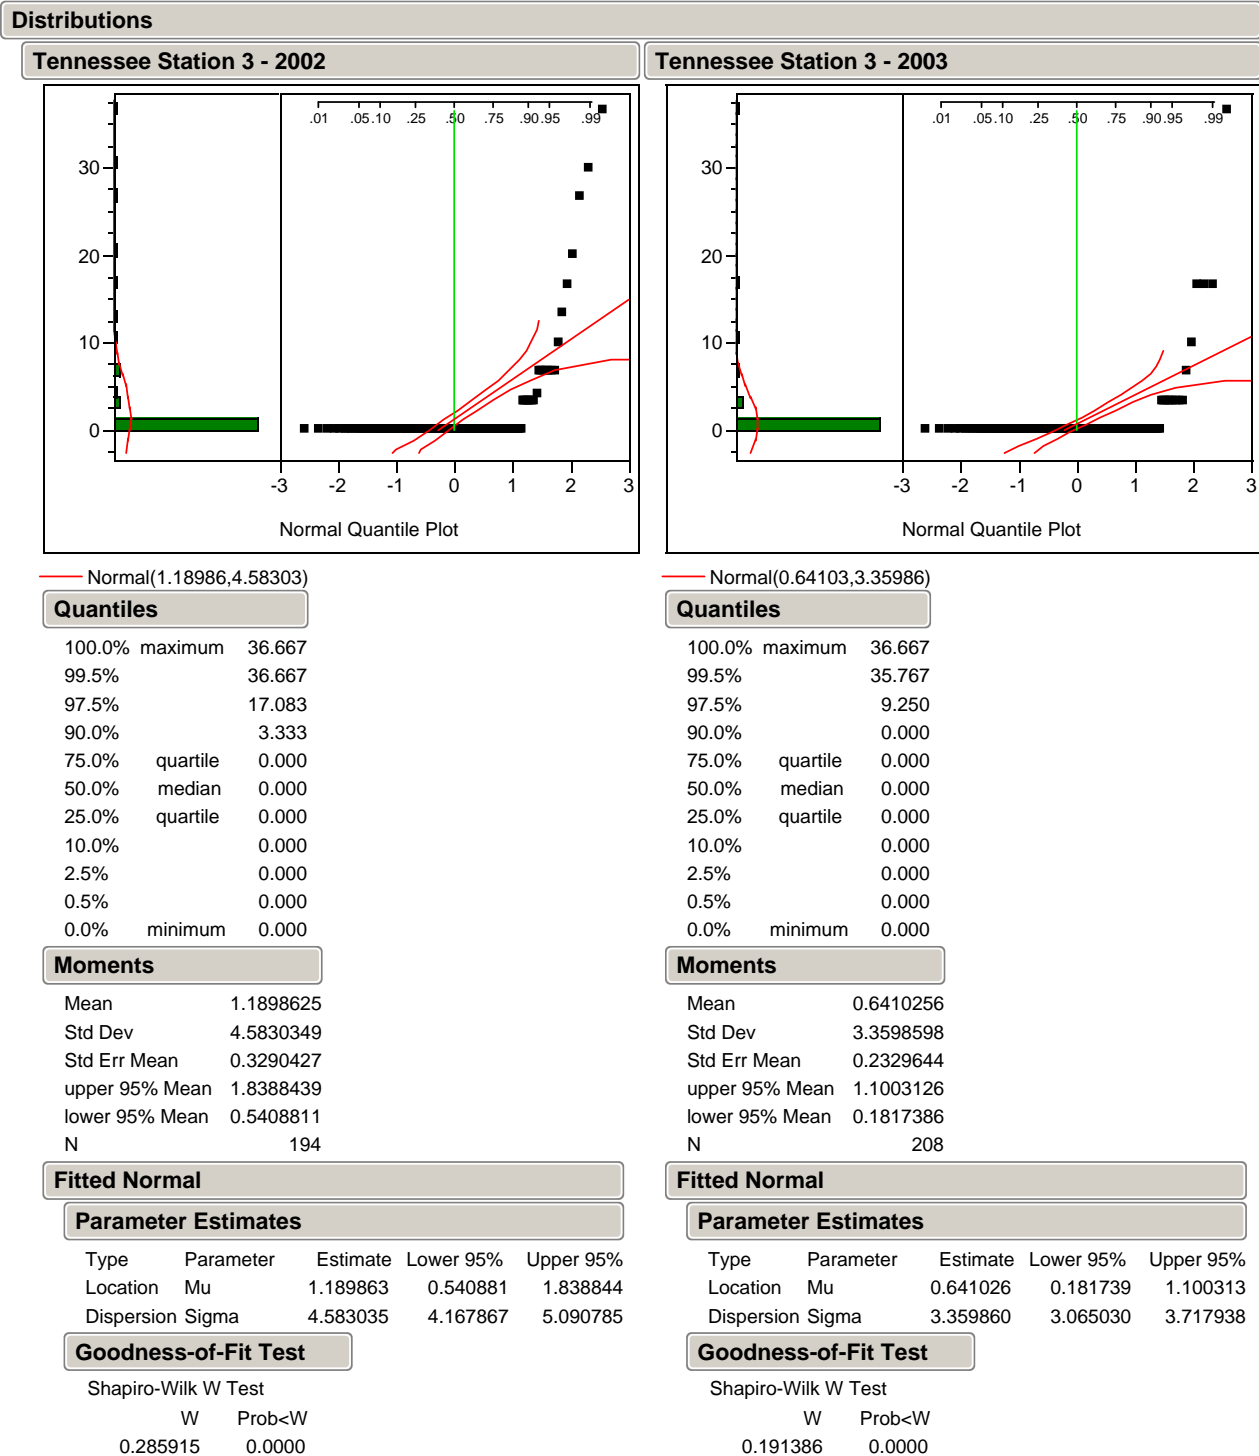 Distributions
Tennessee Station 3 - 2002
.01 .05 .10 .25 .50 .75 .90 .95 .99
30
20
10
0
-3 -2 -1 0 1 2 3
Normal Quantile Plot
Normal(1.18986,4.58303)
Quantiles
100.0% maximum 36.667
99.5% 36.667
97.5% 17.083
90.0% 3.333
75.0% quartile 0.000
50.0% median 0.000
25.0% quartile 0.000
10.0% 0.000
2.5% 0.000
0.5% 0.000
0.0% minimum 0.000
Moments
Mean 1.1898625
Std Dev 4.5830349
Std Err Mean 0.3290427
upper 95% Mean 1.8388439
lower 95% Mean 0.5408811
N 194
Fitted Normal
Parameter Estimates
Type Parameter Estimate Lower 95% Upper 95%
Location Mu 1.189863 0.540881 1.838844
Dispersion Sigma 4.583035 4.167867 5.090785
Goodness-of-Fit Test
Shapiro-Wilk W Test
W Prob<W
0.285915 0.0000
Tennessee Station 3 - 2003
.01 .05 .10 .25 .50 .75 .90 .95 .99
30
20
10
0
-3 -2 -1 0 1 2 3
Normal Quantile Plot
Normal(0.64103,3.35986)
Quantiles
100.0% maximum 36.667
99.5% 35.767
97.5% 9.250
90.0% 0.000
75.0% quartile 0.000
50.0% median 0.000
25.0% quartile 0.000
10.0% 0.000
2.5% 0.000
0.5% 0.000
0.0% minimum 0.000
Moments
Mean 0.6410256
Std Dev 3.3598598
Std Err Mean 0.2329644
upper 95% Mean 1.1003126
lower 95% Mean 0.1817386
N 208
Fitted Normal
Parameter Estimates
Type Parameter Estimate Lower 95% Upper 95%
Location Mu 0.641026 0.181739 1.100313
Dispersion Sigma 3.359860 3.065030 3.717938
Goodness-of-Fit Test
Shapiro-Wilk W Test
W Prob<W
0.191386 0.0000